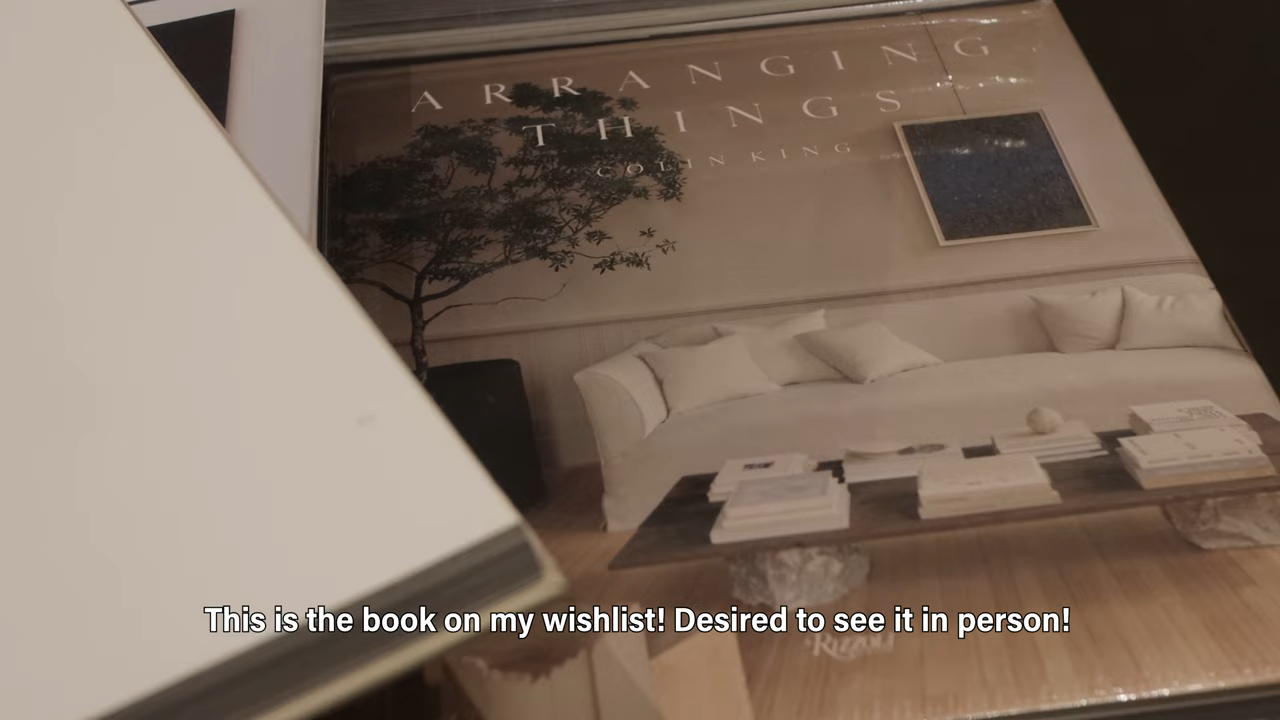 ARRANGING
THINGS
COLIN KING
Rizzoli
This is the book on my wishlist! Desired to see it in person!